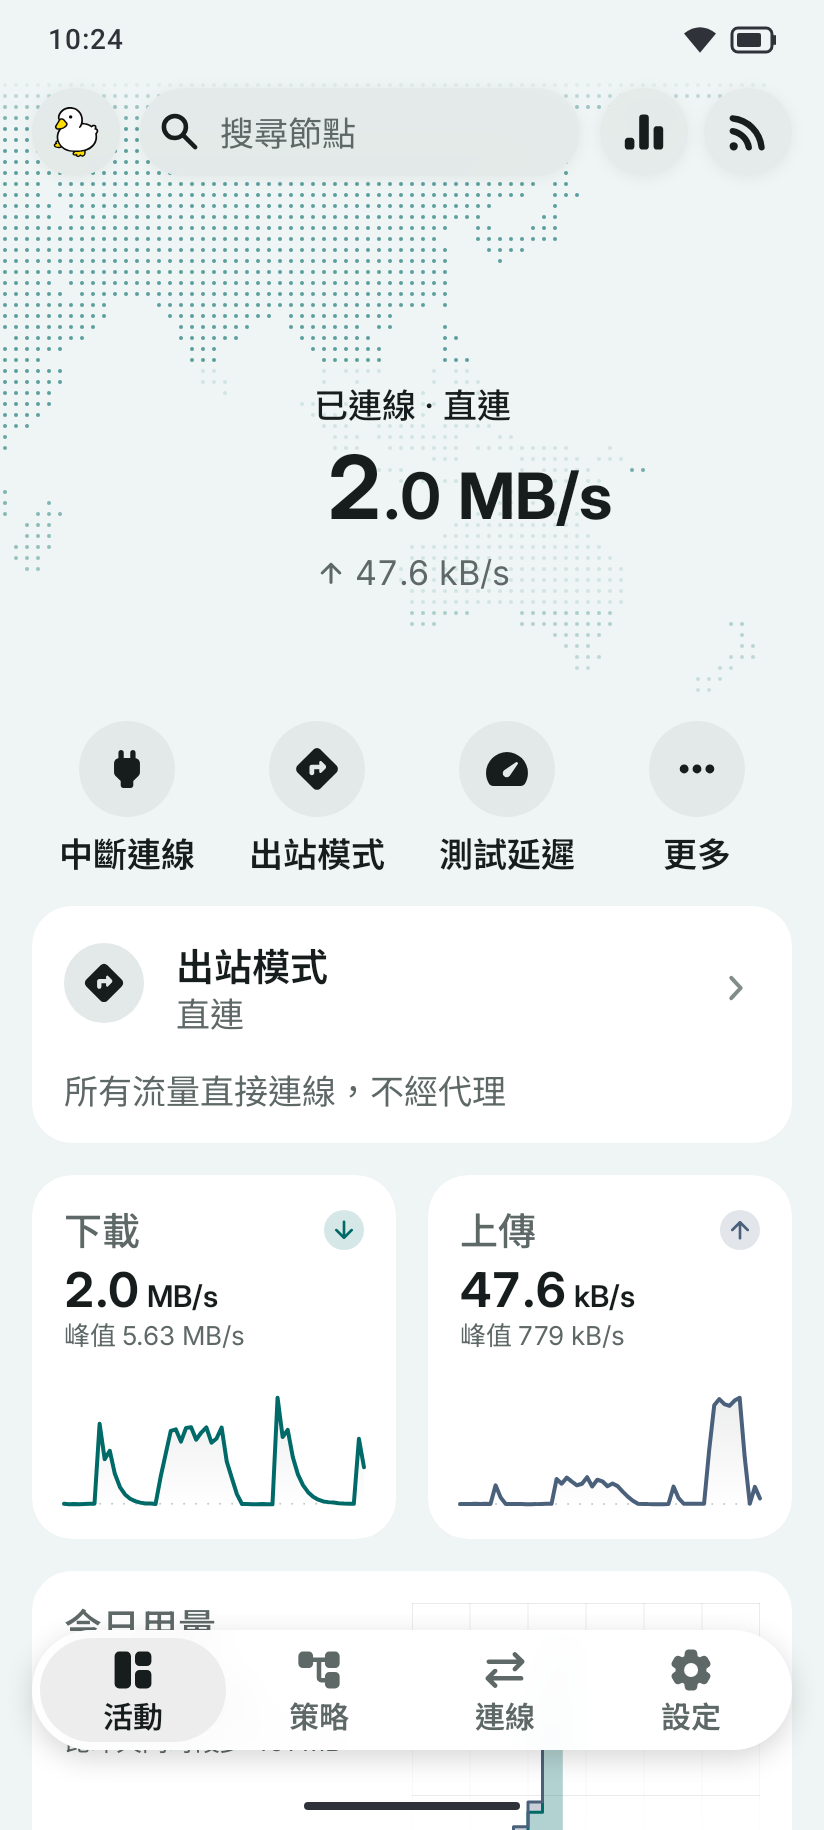 10:24
搜尋節點
已連線 · 直連
2.0 MB/s
↑ 47.6 kB/s
中斷連線 出站模式 測試延遲 更多
出站模式
直連
所有流量直接連線，不經代理
下載 上傳
2.0 MB/s 47.6 kB/s
峰值 5.63 MB/s 峰值 779 kB/s
今日用量
活動 策略 連線 設定